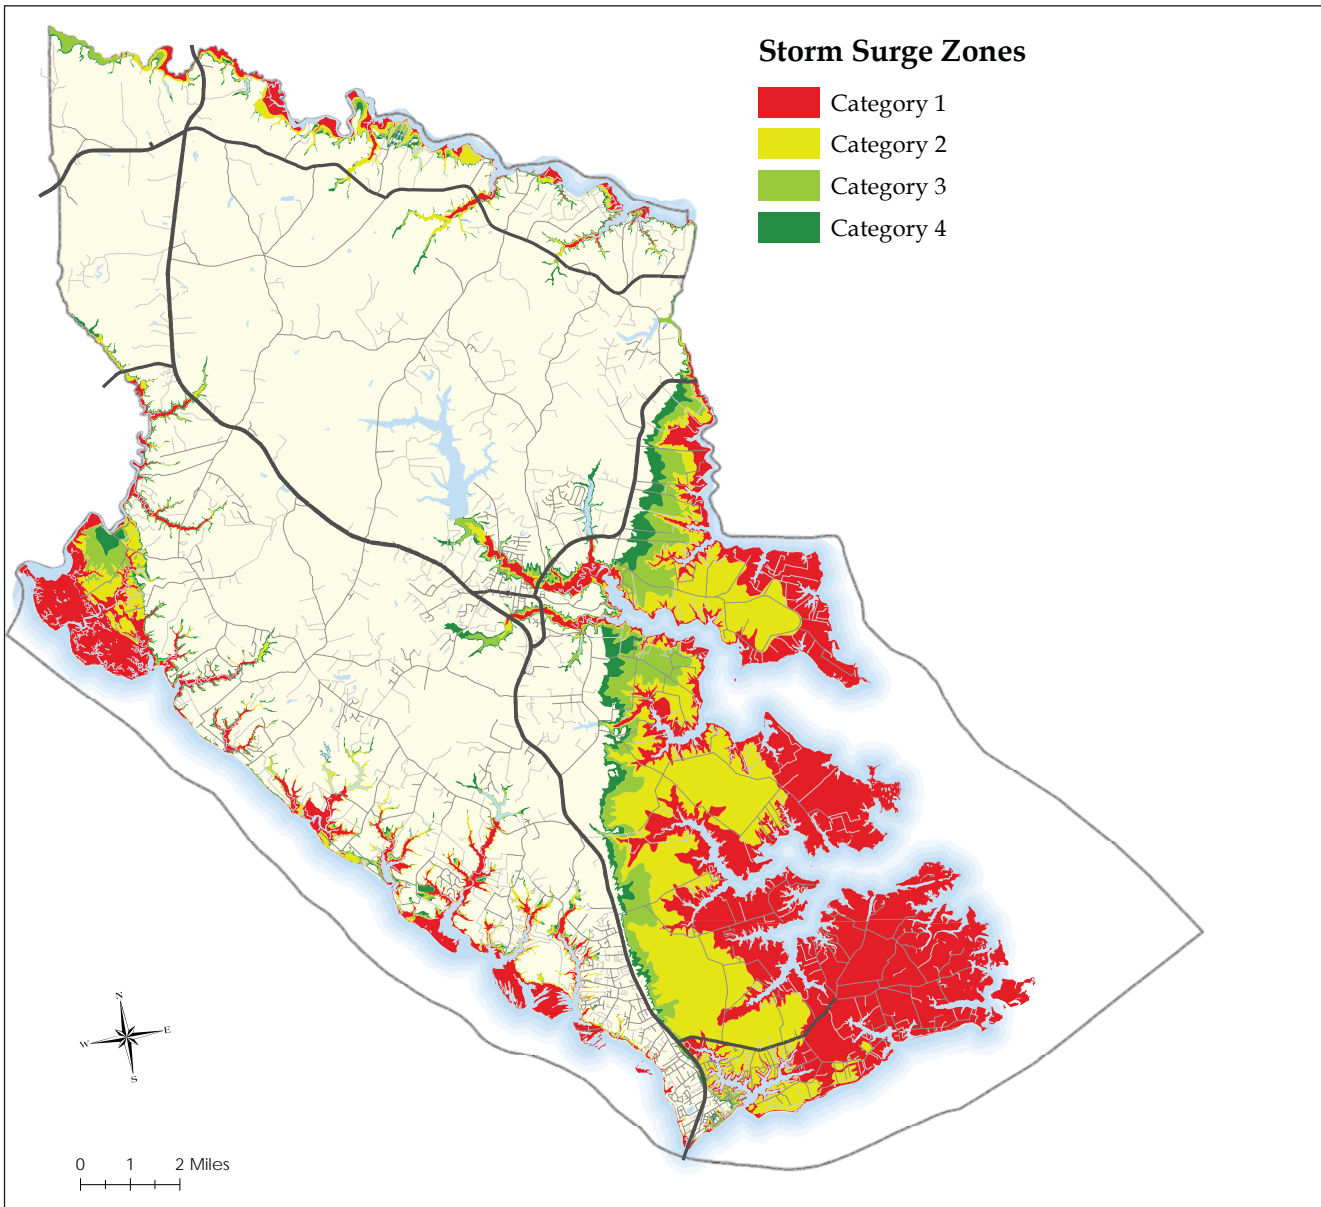 Storm Surge Zones
Category 1
Category 2
Category 3
Category 4
N
W E
S
0 1 2 Miles